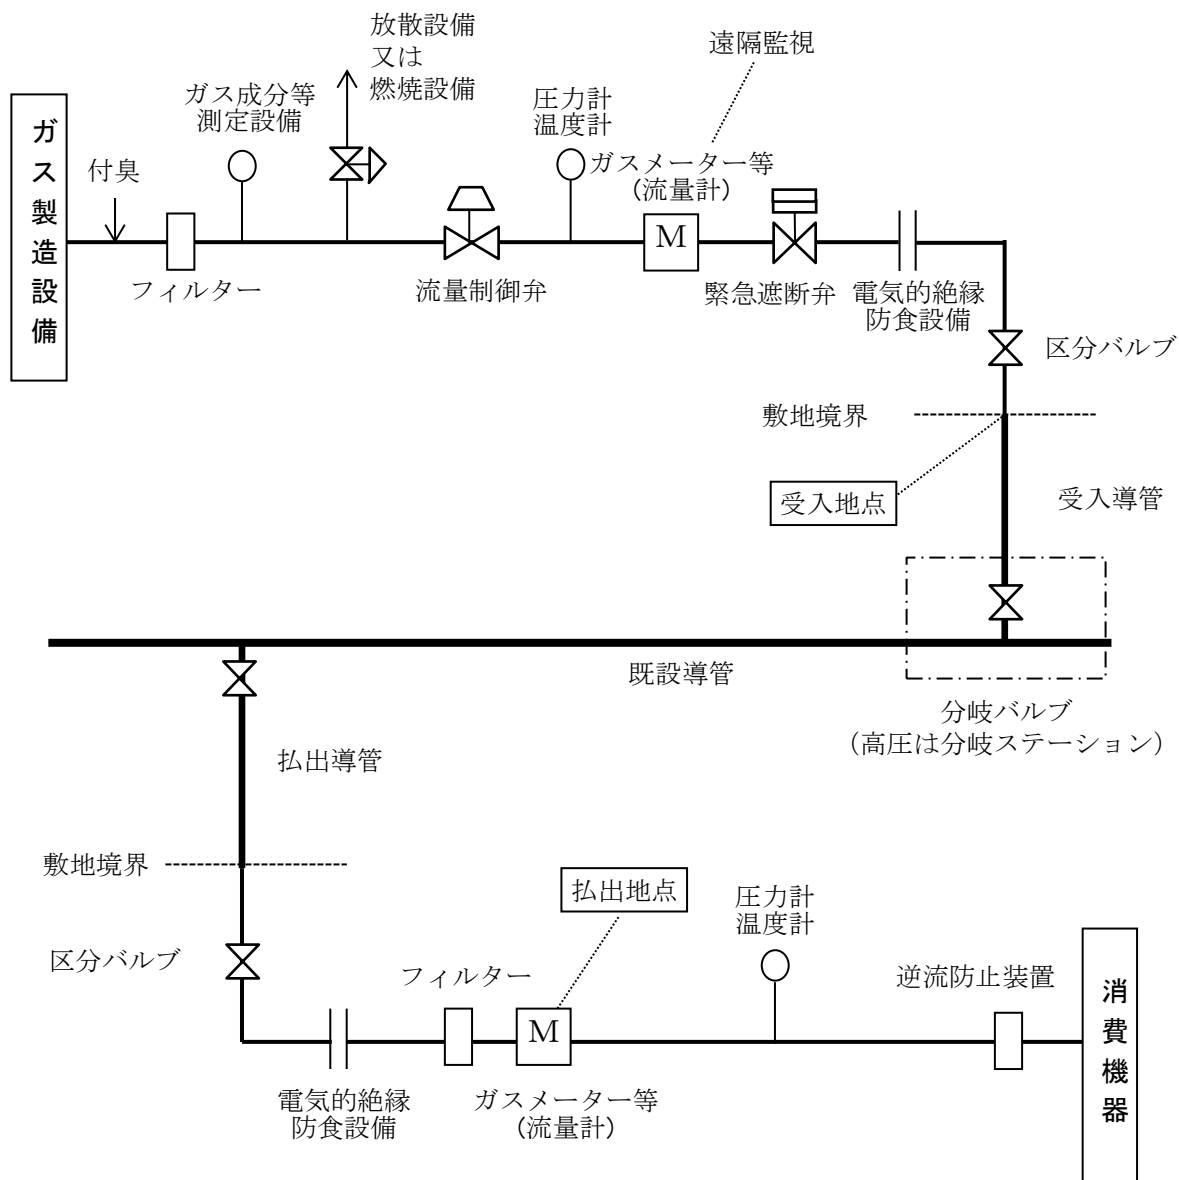 放散設備
又は
燃焼設備
遠隔監視
ガス成分等
測定設備
圧力計
温度計
ガス製造設備
付臭
ガスメーター等
(流量計)
M
フィルター
流量制御弁
緊急遮断弁
電気的絶縁
防食設備
区分バルブ
敷地境界
受入地点
受入導管
既設導管
分岐バルブ
（高圧は分岐ステーション）
払出導管
敷地境界
払出地点
圧力計
温度計
区分バルブ
フィルター
逆流防止装置
消費機器
M
電気的絶縁
防食設備
ガスメーター等
(流量計)